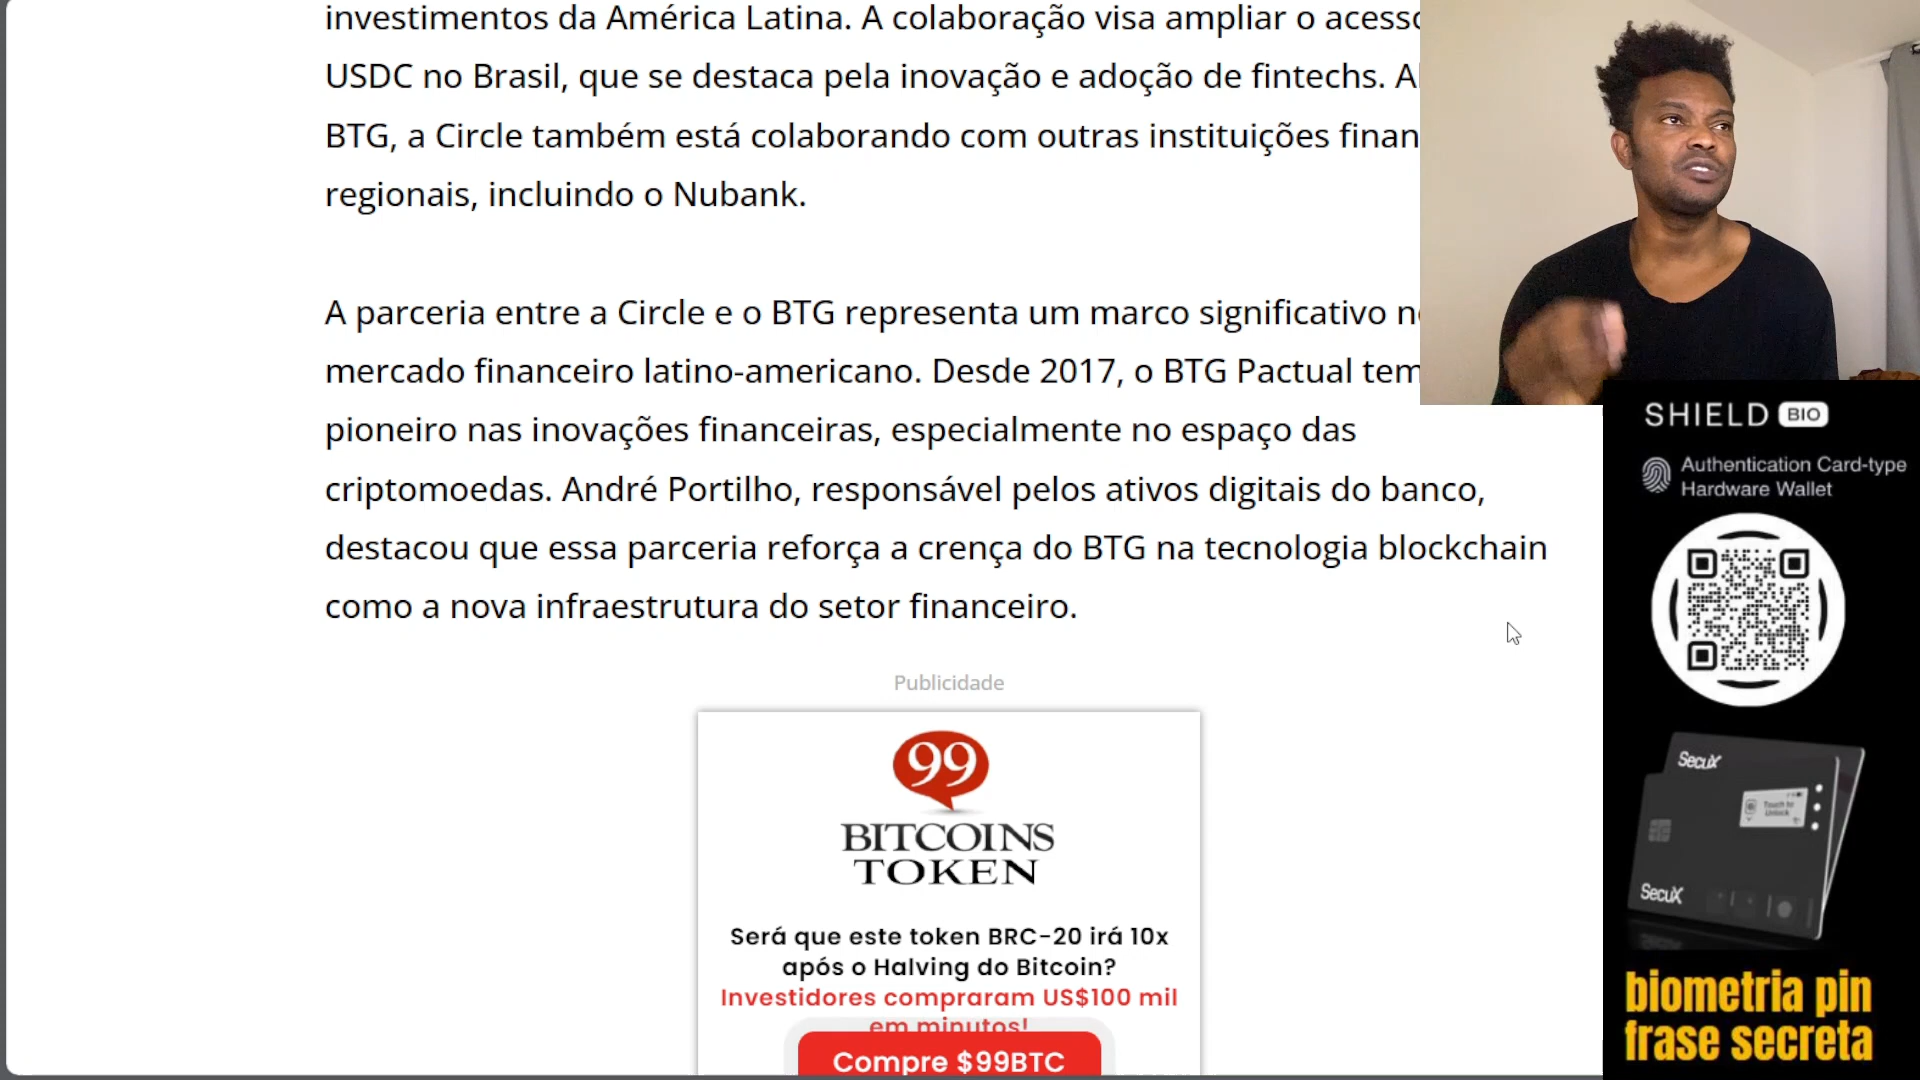 investimentos da América Latina. A colaboração visa ampliar o acesso
USDC no Brasil, que se destaca pela inovação e adoção de fintechs.
BTG, a Circle também está colaborando com outras instituições finan
regionais, incluindo o Nubank.
A parceria entre a Circle e o BTG representa um marco significativo n
mercado financeiro latino-americano. Desde 2017, o BTG Pactual tem
pioneiro nas inovações financeiras, especialmente no espaço das
criptomoedas. André Portilho, responsável pelos ativos digitais do banco,
destacou que essa parceria reforça a crença do BTG na tecnologia blockchain
como a nova infraestrutura do setor financeiro.
Publicidade
99
BITCOINS
TOKEN
Será que este token BRC-20 irá 10x
após o Halving do Bitcoin?
Investidores compraram US$100 mil
em minutos!
Compre $99BTC
SHIELD BIO
Authentication Card-type
Hardware Wallet
SecuX
Touch to
Unlock
SecuX
biometria pin
frase secreta